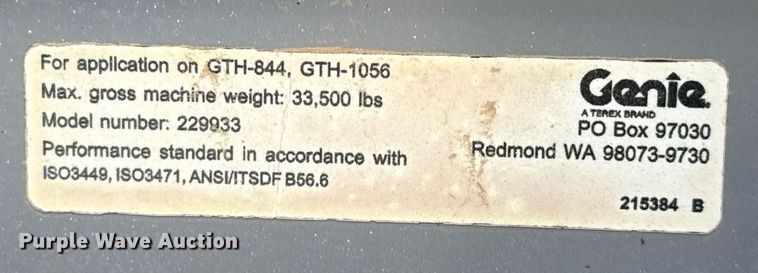 For application on GTH-844, GTH-1056
Max. gross machine weight: 33,500 lbs
Model number: 229933
Performance standard in accordance with
ISO3449, ISO3471, ANSI/ITSDF B56.6
Genie.
A TEREX BRAND
PO Box 97030
Redmond WA 98073-9730
215384 B
Purple Wave Auction